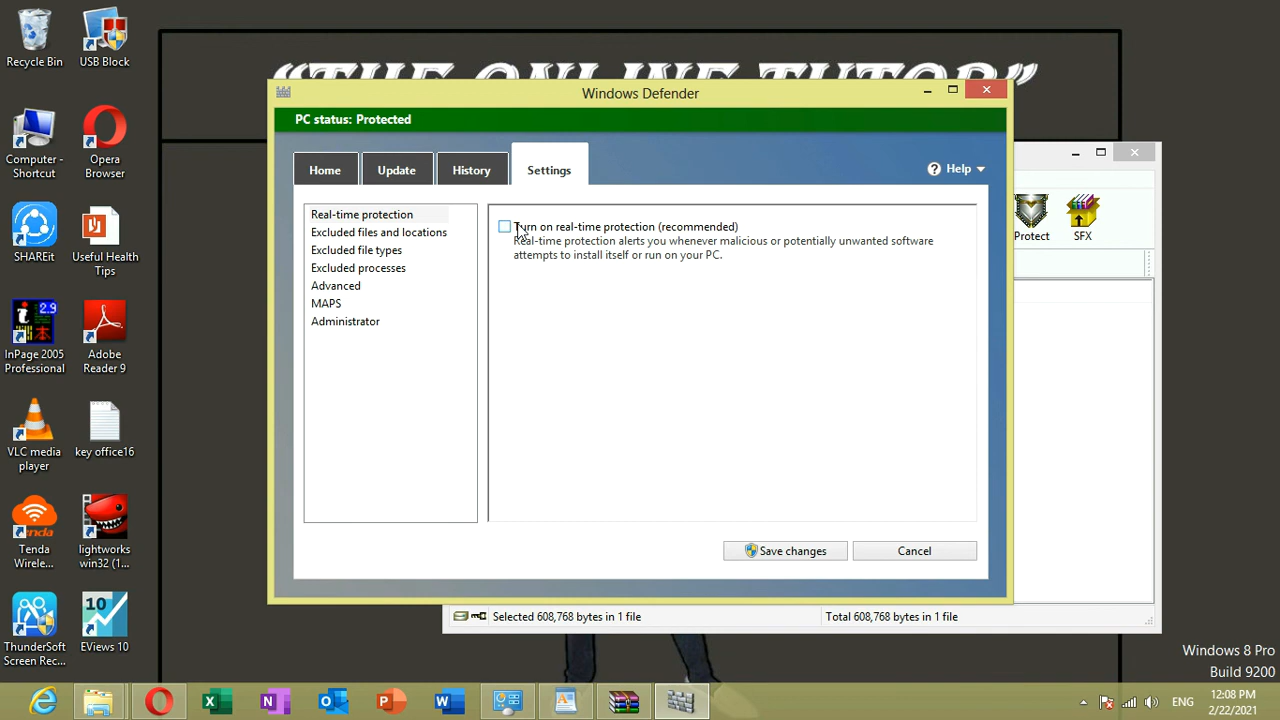 Recycle Bin
USB Block
Computer - Shortcut
Opera Browser
SHAREit
Useful Health Tips
InPage 2005 Professional
Adobe Reader 9
VLC media player
key office16
Tenda Wirele...
lightworks win32 (1...
ThunderSoft Screen Rec...
EViews 10
"THE ONLINE TUTOR"
Windows Defender
PC status: Protected
Home
Update
History
Settings
Help
Real-time protection
Excluded files and locations
Excluded file types
Excluded processes
Advanced
MAPS
Administrator
Turn on real-time protection (recommended)
Real-time protection alerts you whenever malicious or potentially unwanted software
attempts to install itself or run on your PC.
Save changes
Cancel
Protect
SFX
Selected 608,768 bytes in 1 file
Total 608,768 bytes in 1 file
Windows 8 Pro
Build 9200
ENG
12:08 PM
2/22/2021